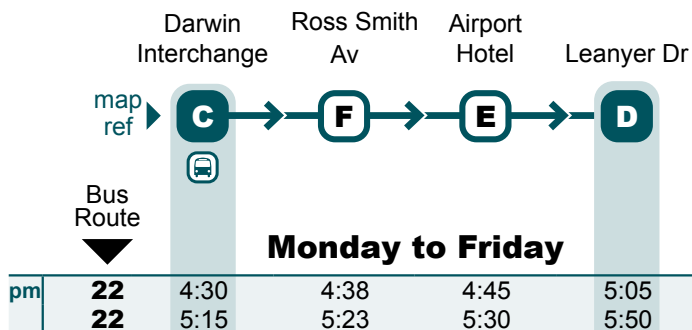 Darwin Interchange
Ross Smith Av
Airport Hotel
Leanyer Dr
map ref
C F E D
Bus Route
Monday to Friday
pm 22 4:30 4:38 4:45 5:05
22 5:15 5:23 5:30 5:50